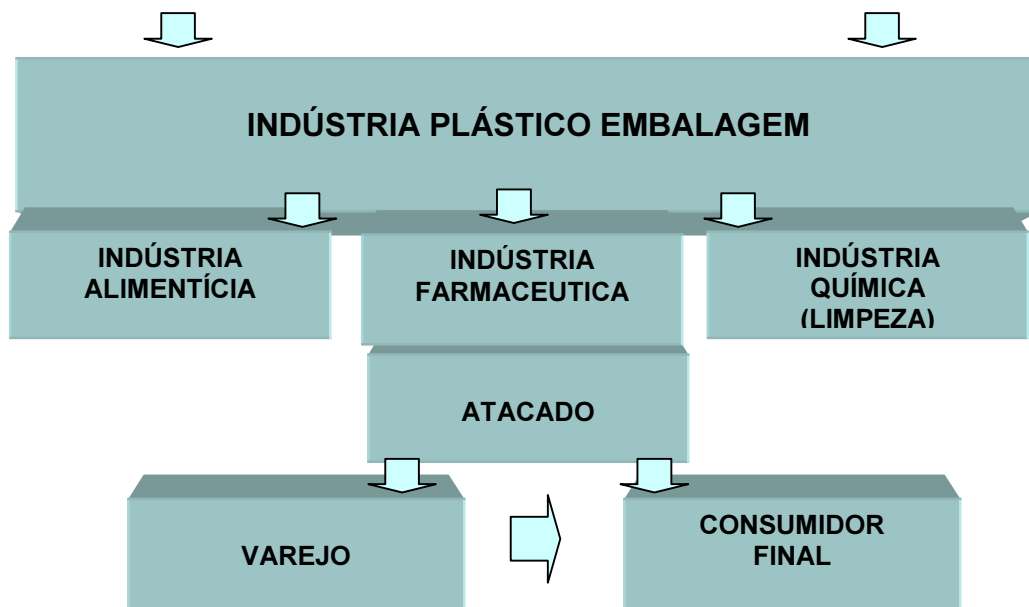 INDÚSTRIA PLÁSTICO EMBALAGEM
INDÚSTRIA
ALIMENTÍCIA
INDÚSTRIA
FARMACEUTICA
INDÚSTRIA
QUÍMICA
(LIMPEZA)
ATACADO
VAREJO
CONSUMIDOR
FINAL